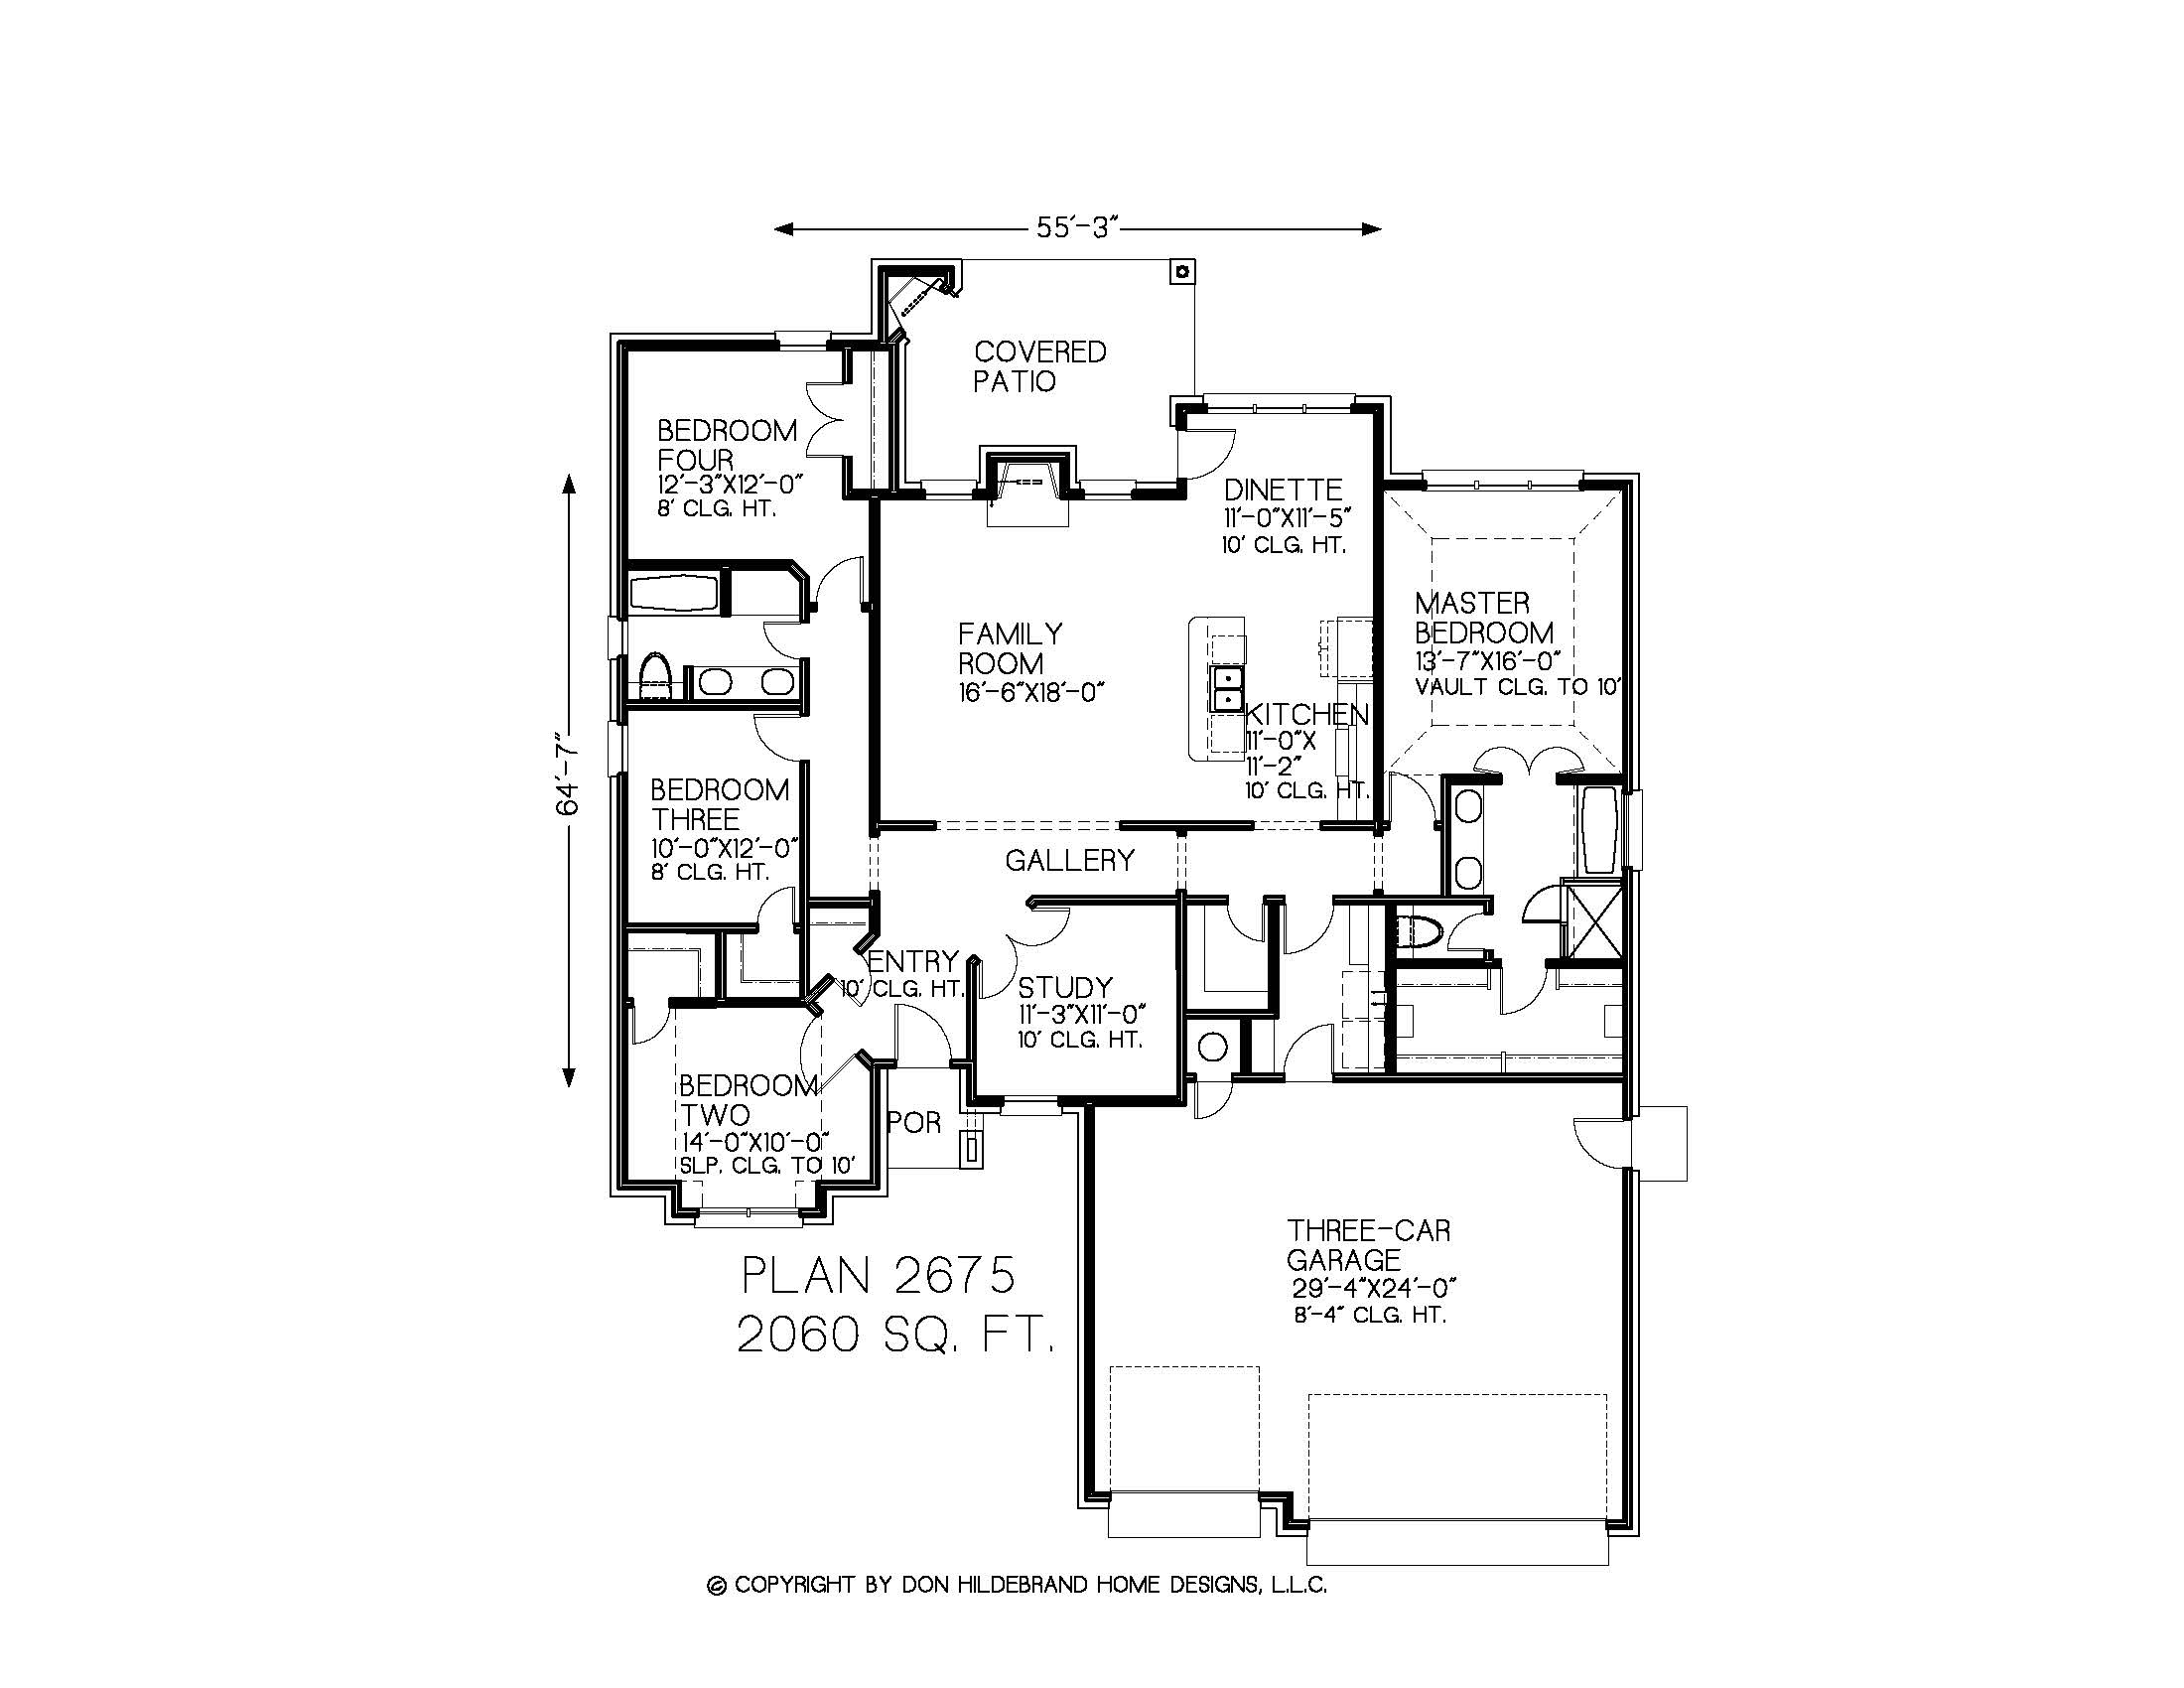 55'-3"
COVERED
PATIO
BEDROOM
FOUR
12'-3"X12'-0"
8' CLG. HT.
DINETTE
11'-0"X11'-5"
10' CLG. HT.
MASTER
BEDROOM
13'-7"X16'-0"
VAULT CLG. TO 10'
FAMILY
ROOM
16'-6"X18'-0"
KITCHEN
11'-0"X
11'-2"
10' CLG. HT.
64'-7"
BEDROOM
THREE
10'-0"X12'-0"
8' CLG. HT.
GALLERY
ENTRY
10' CLG. HT.
STUDY
11'-3"X11'-0"
10' CLG. HT.
BEDROOM
TWO
14'-0"X10'-0"
SLP. CLG. TO 10'
POR
THREE-CAR
GARAGE
29'-4"X24'-0"
8'-4" CLG. HT.
PLAN 2675
2060 SQ. FT.
© COPYRIGHT BY DON HILDEBRAND HOME DESIGNS, L.L.C.